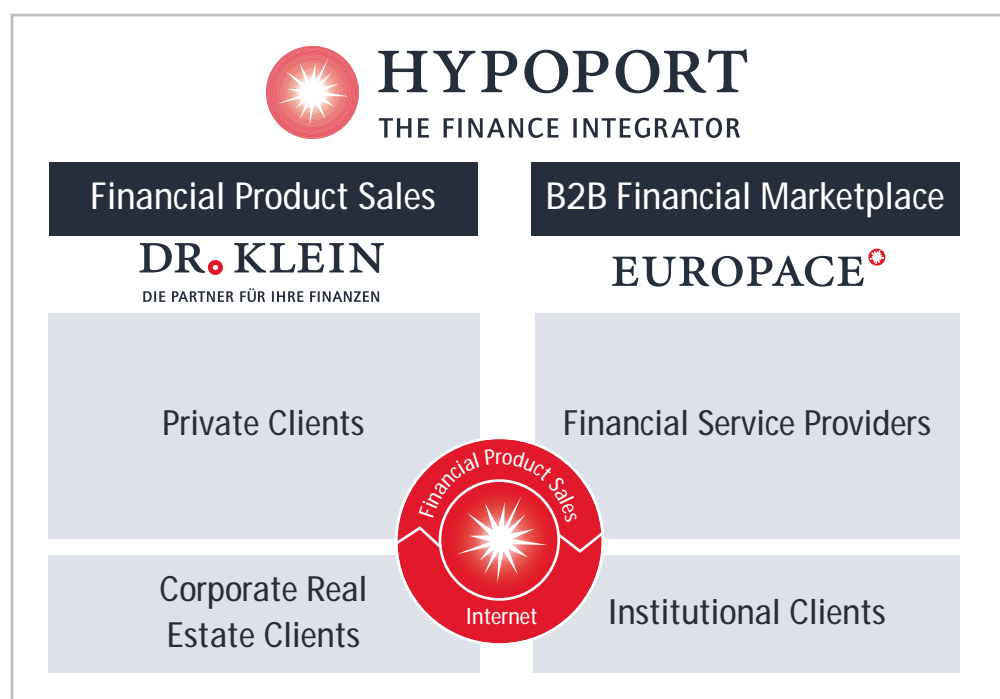 HYPOPORT
THE FINANCE INTEGRATOR
Financial Product Sales
B2B Financial Marketplace
DR. KLEIN
DIE PARTNER FÜR IHRE FINANZEN
EUROPACE
Private Clients
Financial Service Providers
Financial Product Sales
Internet
Corporate Real
Estate Clients
Institutional Clients